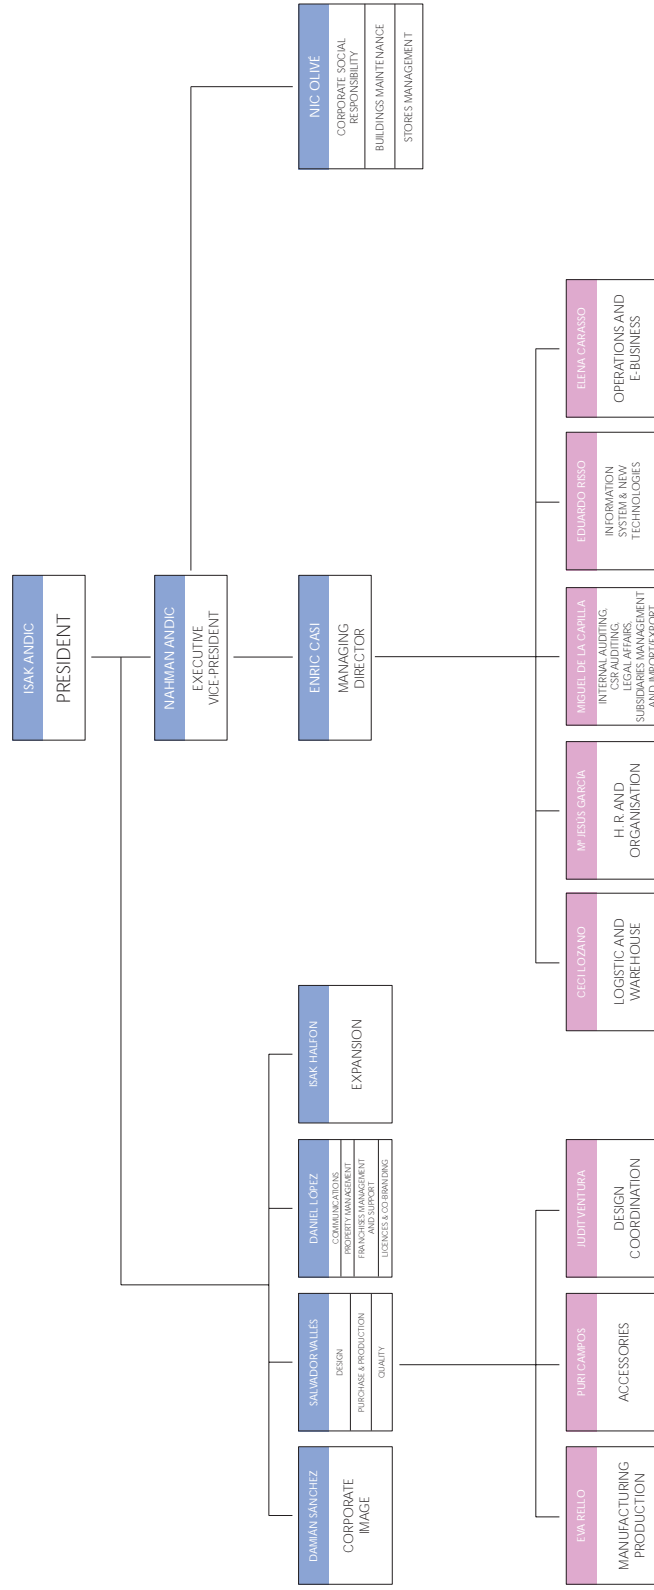 ISAK ANDIC
PRESIDENT
NAHMAN ANDIC
EXECUTIVE
VICE-PRESIDENT
DAMIÁN SÁNCHEZ
CORPORATE
IMAGE
SALVADOR VALLÉS
DESIGN
PURCHASE & PRODUCTION
QUALITY
DANIEL LÓPEZ
COMMUNICATIONS
PROPERTY MANAGEMENT
FRANCHISES MANAGEMENT
AND SUPPORT
LICENCES & CO-BRANDING
ISAK HALFON
EXPANSION
ENRIC CASI
MANAGING
DIRECTOR
NIC OLIVÉ
CORPORATE SOCIAL
RESPONSIBILITY
BUILDINGS MAINTENANCE
STORES MANAGEMENT
EVA RELLO
MANUFACTURING
PRODUCTION
PURI CAMPOS
ACCESSORIES
JUDIT VENTURA
DESIGN
COORDINATION
CECI LOZANO
LOGISTIC AND
WAREHOUSE
Mª JESÚS GARCÍA
H. R. AND
ORGANISATION
MIGUEL DE LA CAPILLA
INTERNAL AUDITING.
CSR AUDITING.
LEGAL AFFAIRS.
SUBSIDIARIES MANAGEMENT
AND IMPORT/EXPORT
EDUARDO RISSO
INFORMATION
SYSTEM & NEW
TECHNOLOGIES
ELENA CARASSO
OPERATIONS AND
E-BUSINESS